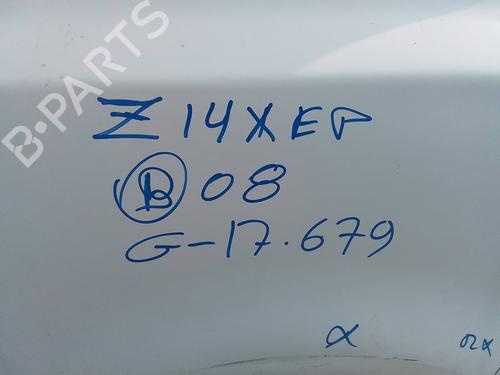 B-PARTS
Z14XEP
B 08
G-17.679
α